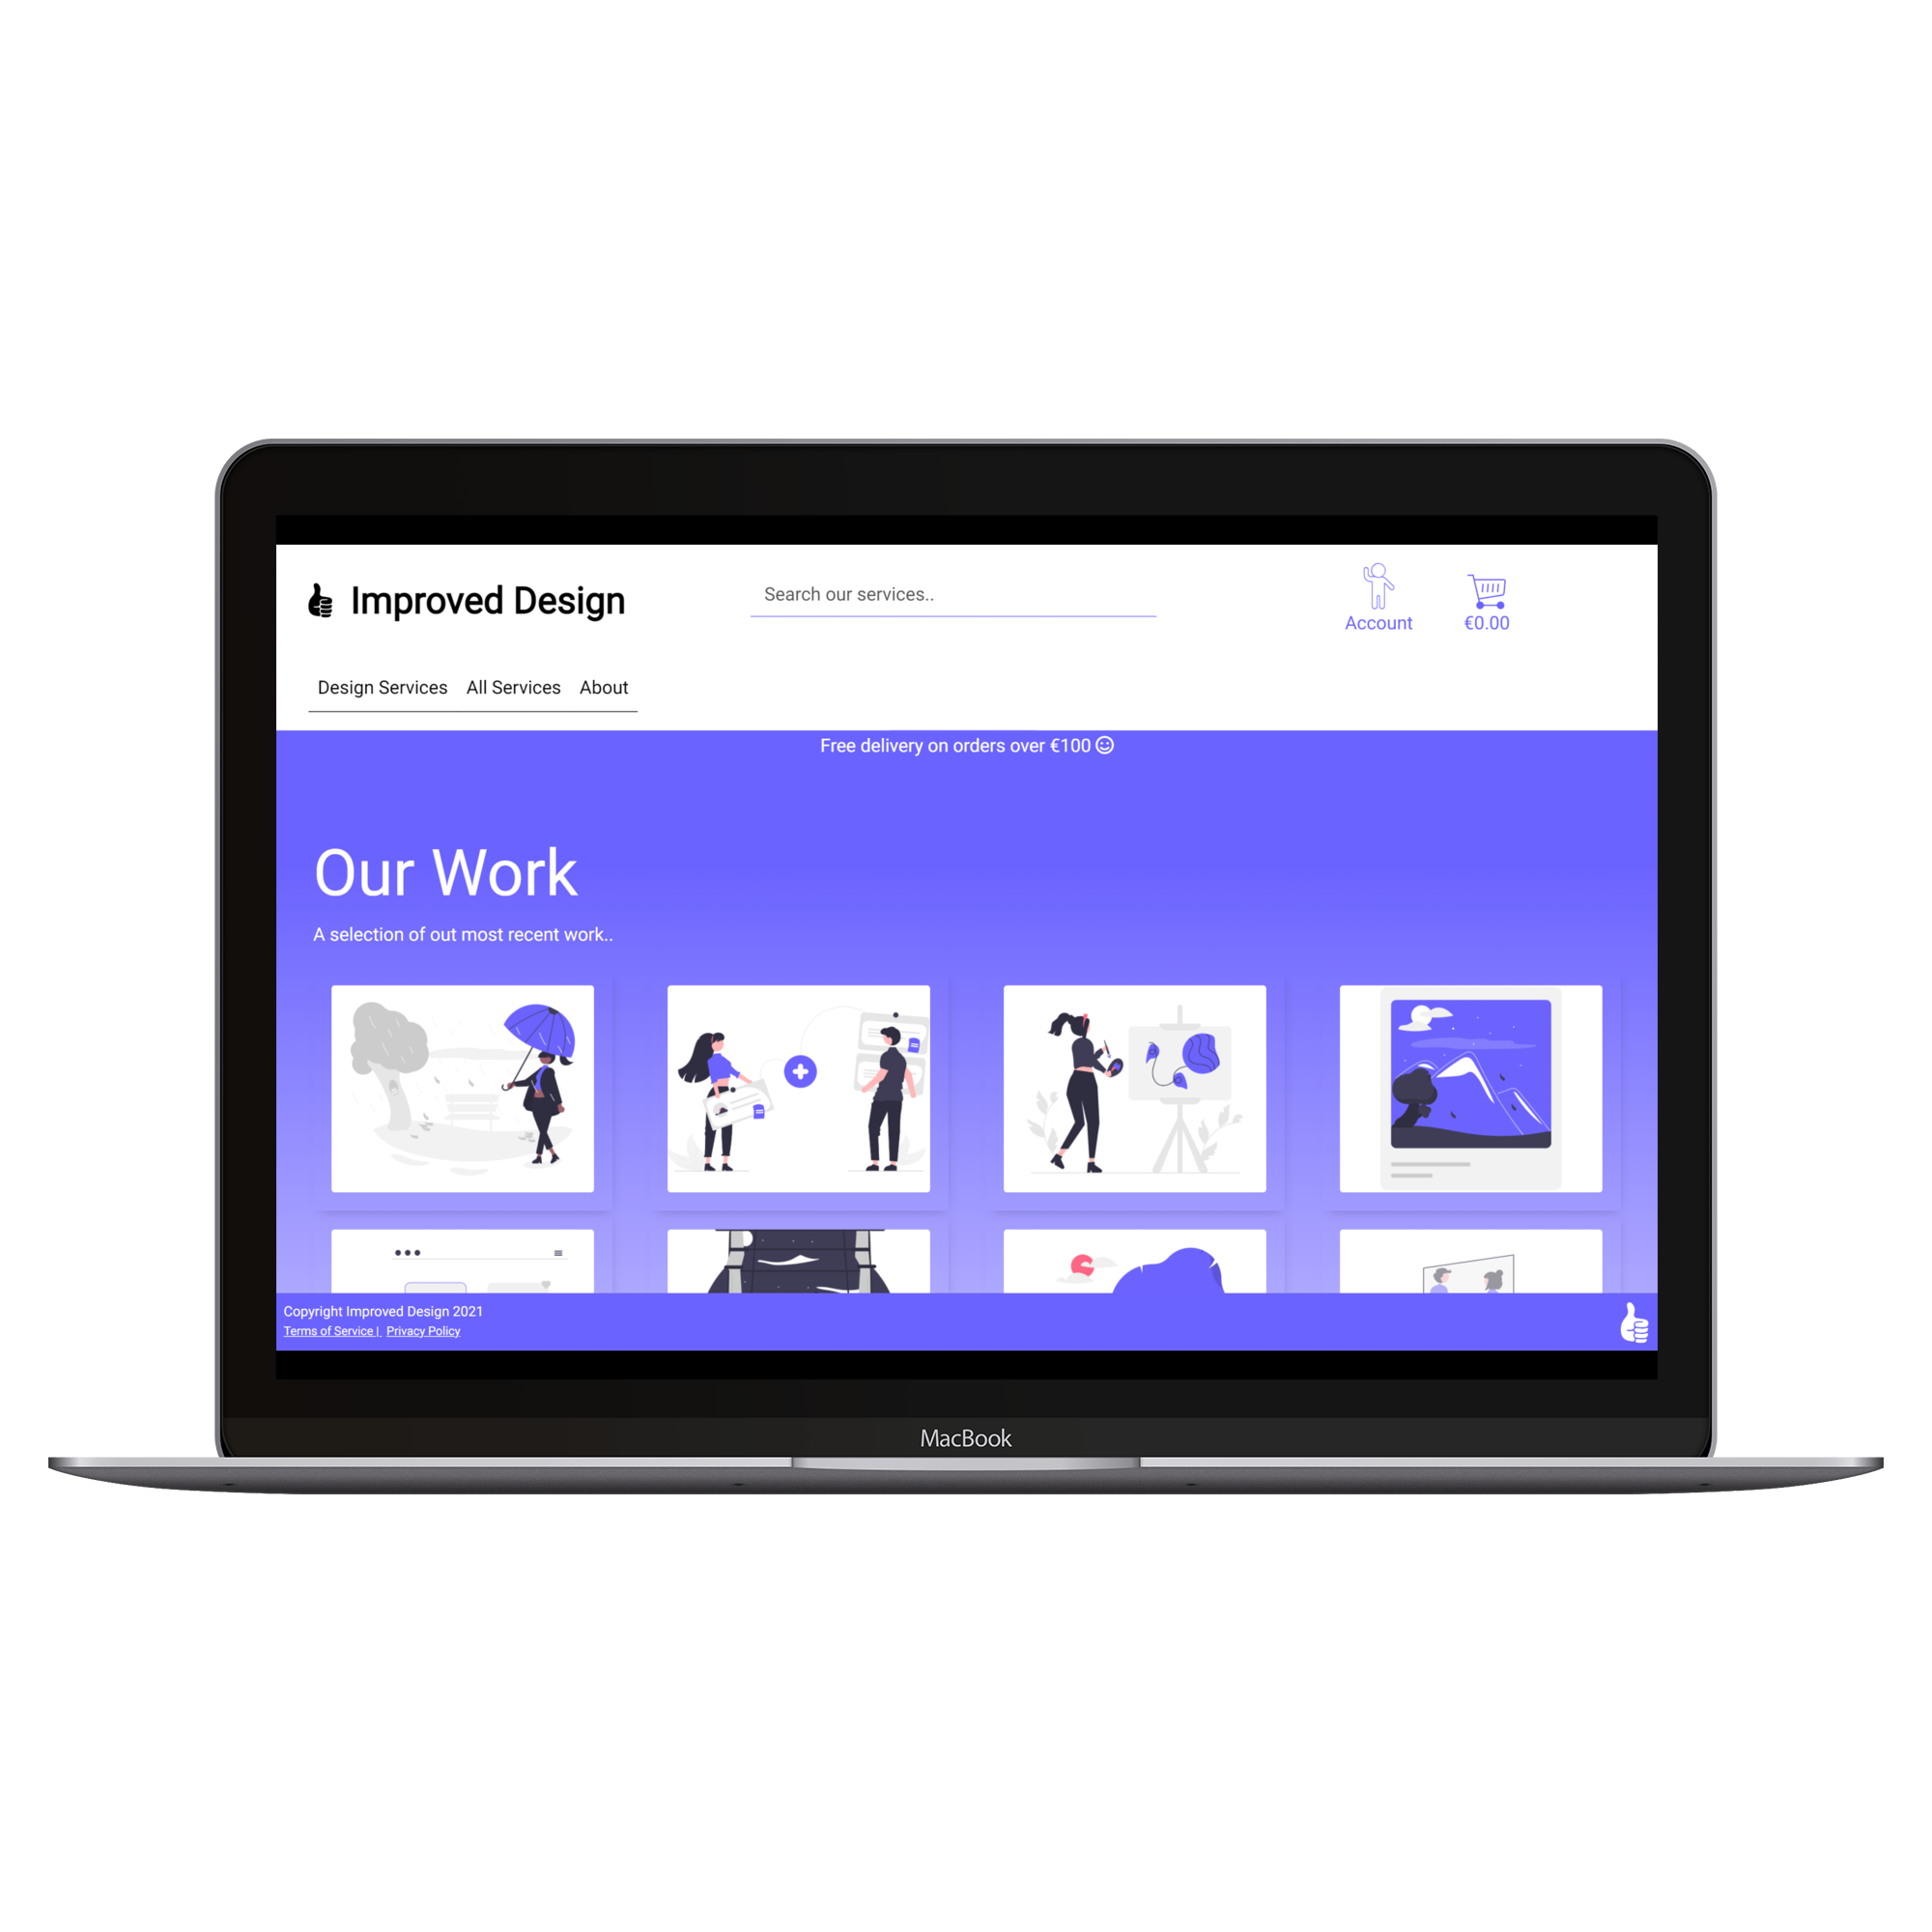 Improved Design
Search our services..
Account
€0.00
Design Services All Services About
Free delivery on orders over €100
Our Work
A selection of out most recent work..
Copyright Improved Design 2021
Terms of Service | Privacy Policy
MacBook